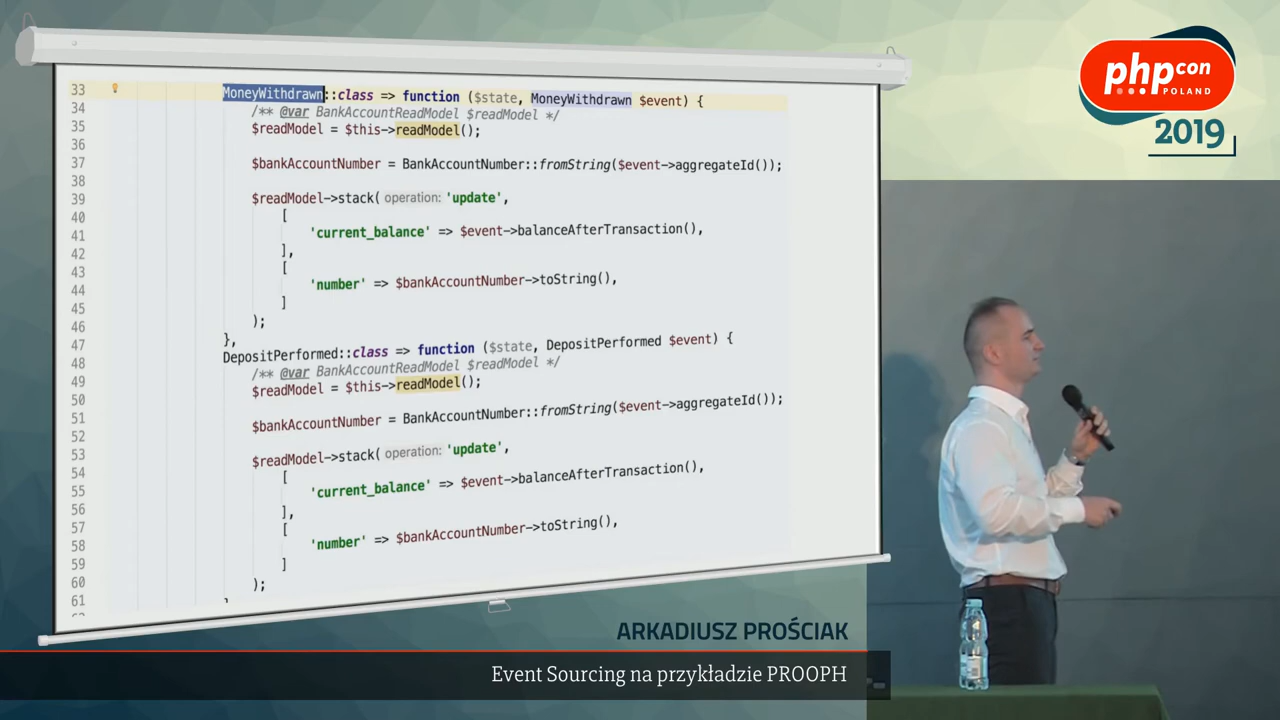 33 MoneyWithdrawn::class => function ($state, MoneyWithdrawn $event) {
34 /** @var BankAccountReadModel $readModel */
35 $readModel = $this->readModel();
36
37 $bankAccountNumber = BankAccountNumber::fromString($event->aggregateId());
38
39 $readModel->stack( operation: 'update',
40 [
41 'current_balance' => $event->balanceAfterTransaction(),
42 ],
43 [
44 'number' => $bankAccountNumber->toString(),
45 ]
46 );
47 },
48 DepositPerformed::class => function ($state, DepositPerformed $event) {
49 /** @var BankAccountReadModel $readModel */
50 $readModel = $this->readModel();
51
52 $bankAccountNumber = BankAccountNumber::fromString($event->aggregateId());
53
54 $readModel->stack( operation: 'update',
55 [
56 'current_balance' => $event->balanceAfterTransaction(),
57 ],
58 [
59 'number' => $bankAccountNumber->toString(),
60 ]
61 );
phpcon
POLAND
2019
ARKADIUSZ PROŚCIAK
Event Sourcing na przykładzie PROOPH